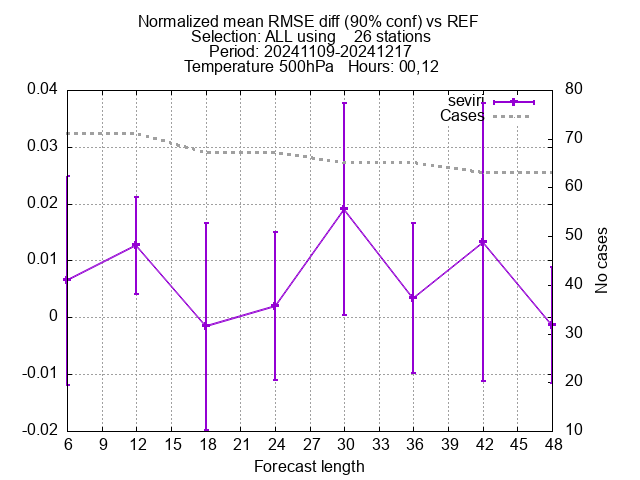 Normalized mean RMSE diff (90% conf) vs REF
Selection: ALL using    26 stations
Period: 20241109-20241217
Temperature 500hPa   Hours: 00,12
seviri
Cases
0.04
0.03
0.02
0.01
0
-0.01
-0.02
80
70
60
50
40
30
20
10
No cases
6 9 12 15 18 21 24 27 30 33 36 39 42 45 48
Forecast length